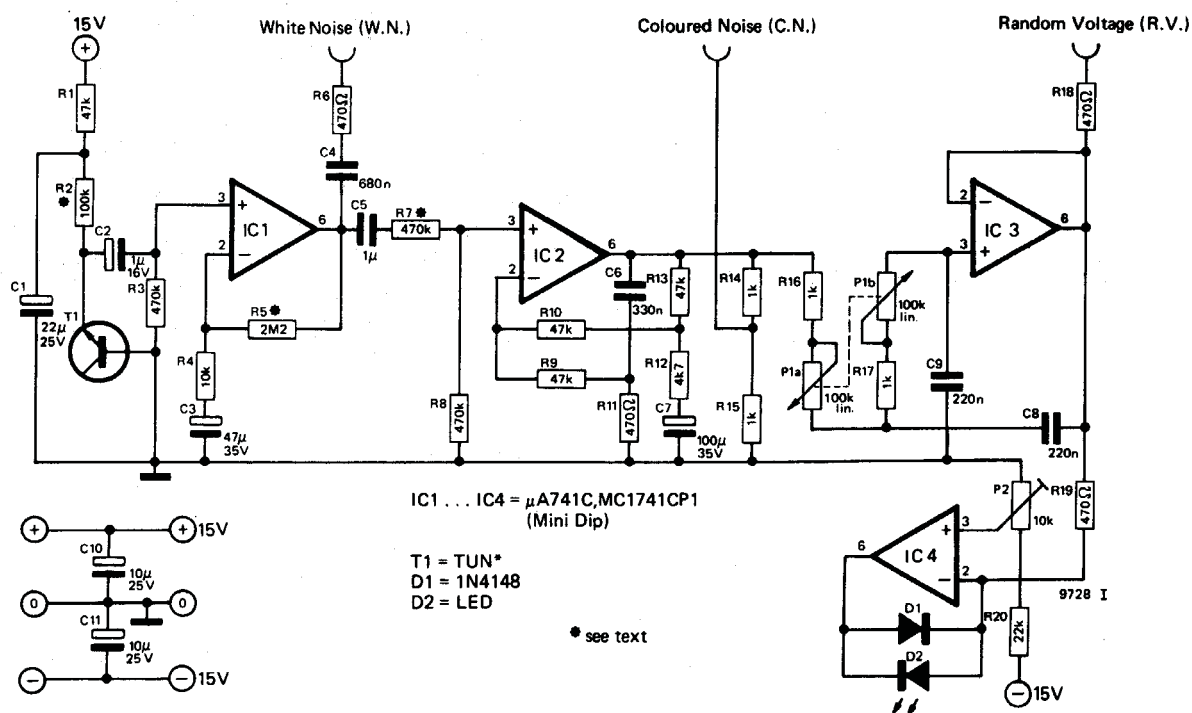 15V
+
White Noise (W.N.)
Coloured Noise (C.N.)
Random Voltage (R.V.)
R1
47k
R6
470Ω
R18
470Ω
R2
*
100k
C4
680n
C2
1μ
16V
3
+
IC1
6
2
−
C5
1μ
R7*
470k
3
+
IC2
6
2
−
C6
330n
R13
47k
R14
1k
R16
1k
P1b
100k
lin.
2
−
IC 3
6
3
+
C1
22μ
25V
T1
R3
470k
R5*
2M2
R4
10k
C3
47μ
35V
R8
470k
R10
47k
R9
47k
R12
4k7
R11
470Ω
C7
100μ
35V
R15
1k
P1a
100k
lin.
R17
1k
C9
220n
C8
220n
IC1 ... IC4 = μA741C,MC1741CP1
(Mini Dip)
T1 = TUN*
D1 = 1N4148
D2 = LED
* see text
P2
10k
R19
470Ω
3
+
IC 4
6
2
−
9728 I
D1
D2
R20
22k
−
15V
+
+
15V
C10
10μ
25V
0
0
C11
10μ
25V
−
−
15V